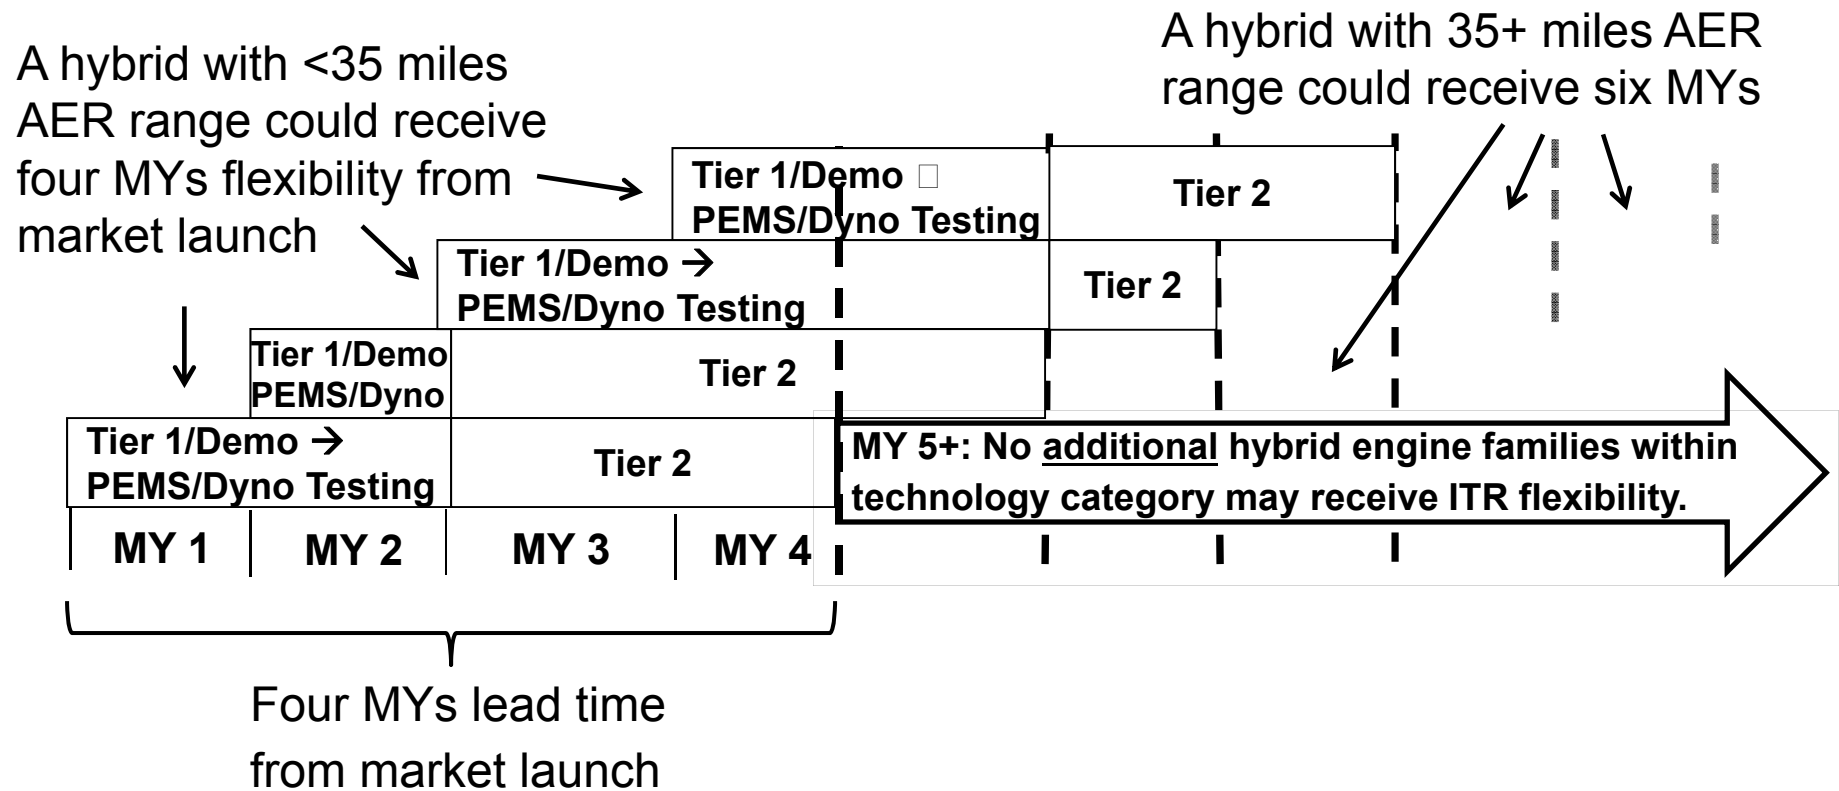 A hybrid with <35 miles
AER range could receive
four MYs flexibility from
market launch
A hybrid with 35+ miles AER
range could receive six MYs
Tier 1/Demo □
PEMS/Dyno Testing
Tier 2
Tier 1/Demo →
PEMS/Dyno Testing
Tier 2
Tier 1/Demo
PEMS/Dyno
Tier 2
Tier 1/Demo →
PEMS/Dyno Testing
Tier 2
MY 5+: No additional hybrid engine families within
technology category may receive ITR flexibility.
MY 1
MY 2
MY 3
MY 4
Four MYs lead time
from market launch